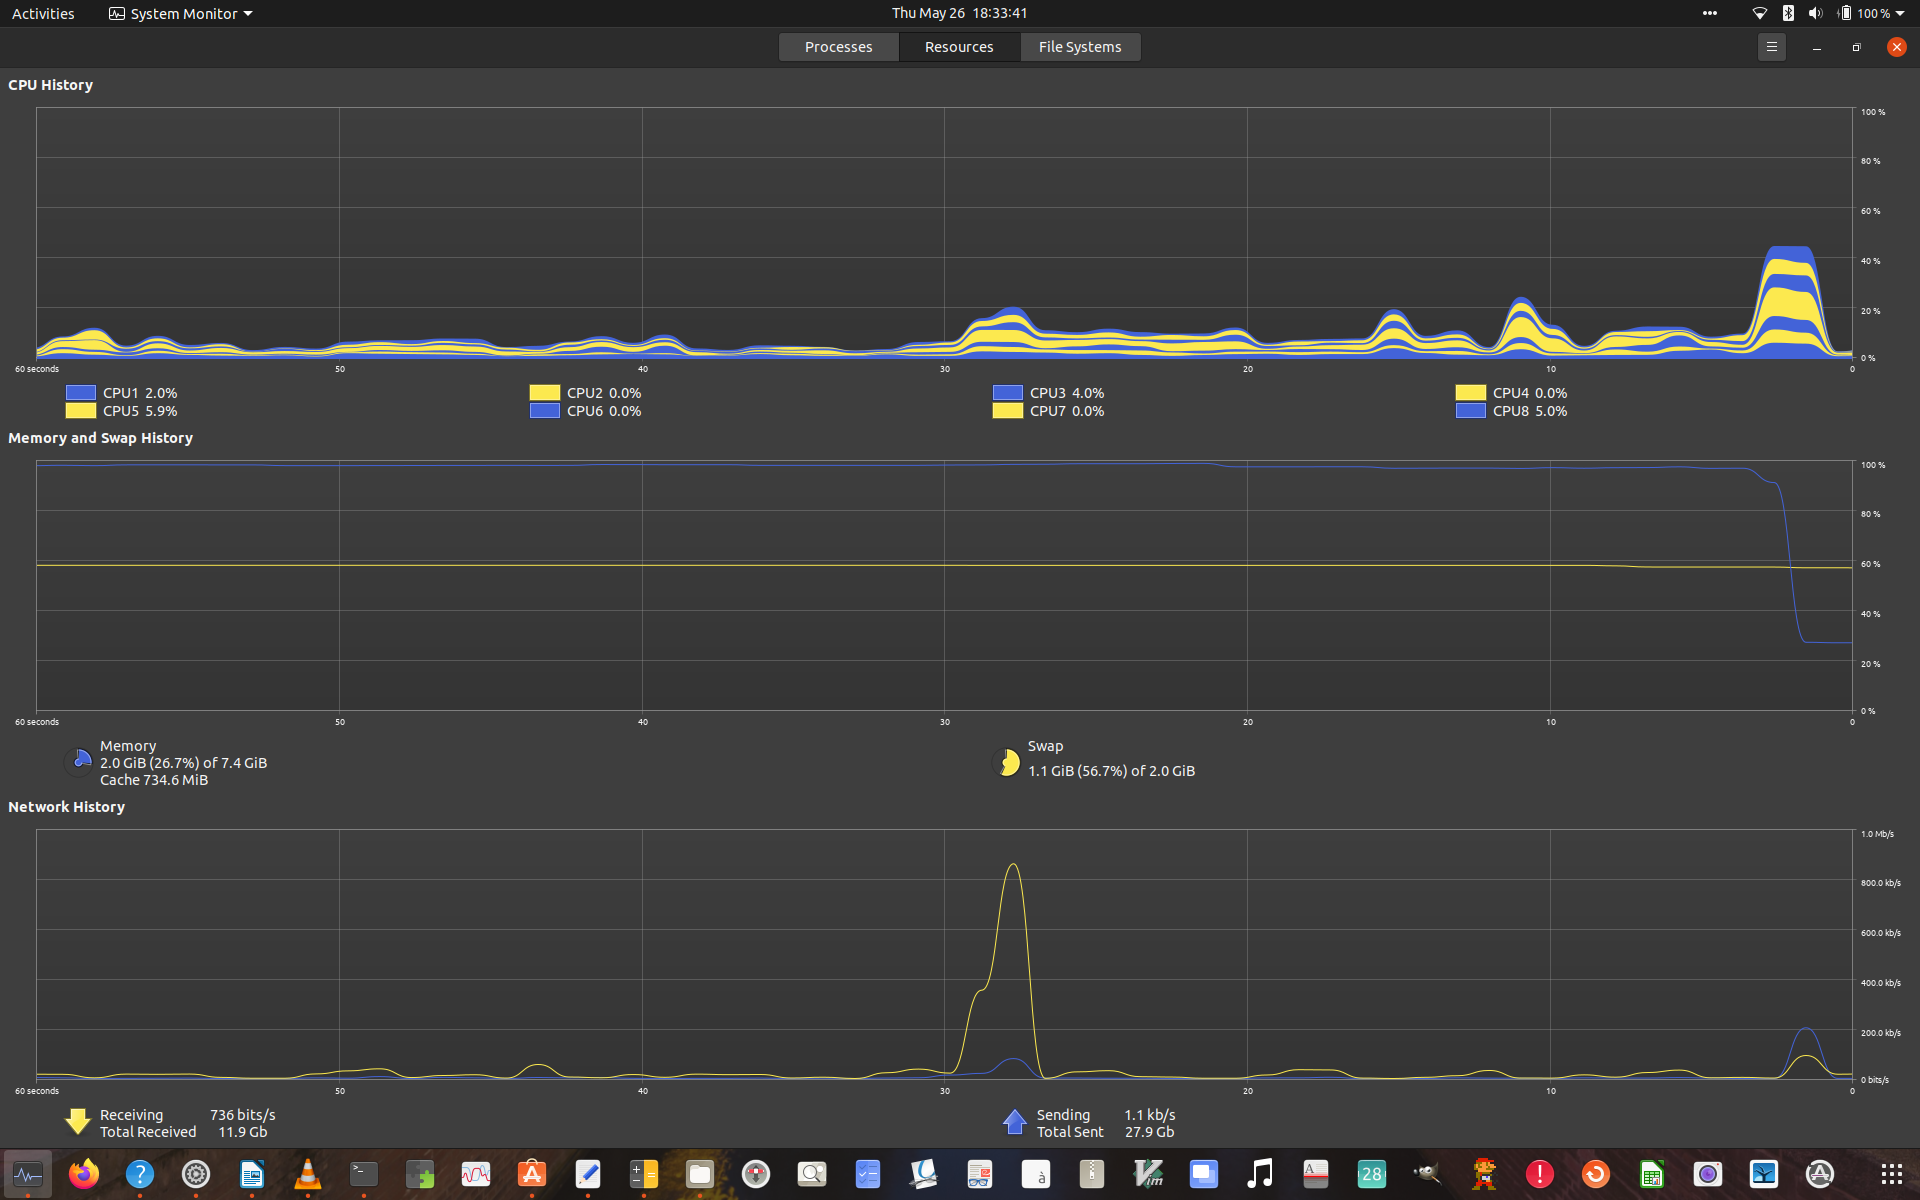 Activities System Monitor Thu May 26 18:33:41 100 %
Processes Resources File Systems
CPU History
100 %
80 %
60 %
40 %
20 %
0 %
60 seconds 50 40 30 20 10 0
CPU1 2.0% CPU2 0.0% CPU3 4.0% CPU4 0.0%
CPU5 5.9% CPU6 0.0% CPU7 0.0% CPU8 5.0%
Memory and Swap History
100 %
80 %
60 %
40 %
20 %
0 %
60 seconds 50 40 30 20 10 0
Memory
2.0 GiB (26.7%) of 7.4 GiB
Cache 734.6 MiB
Swap
1.1 GiB (56.7%) of 2.0 GiB
Network History
1.0 Mb/s
800.0 kb/s
600.0 kb/s
400.0 kb/s
200.0 kb/s
0 bits/s
60 seconds 50 40 30 20 10 0
Receiving 736 bits/s
Total Received 11.9 Gb
Sending 1.1 kb/s
Total Sent 27.9 Gb
? >_ à Vim A 28 !